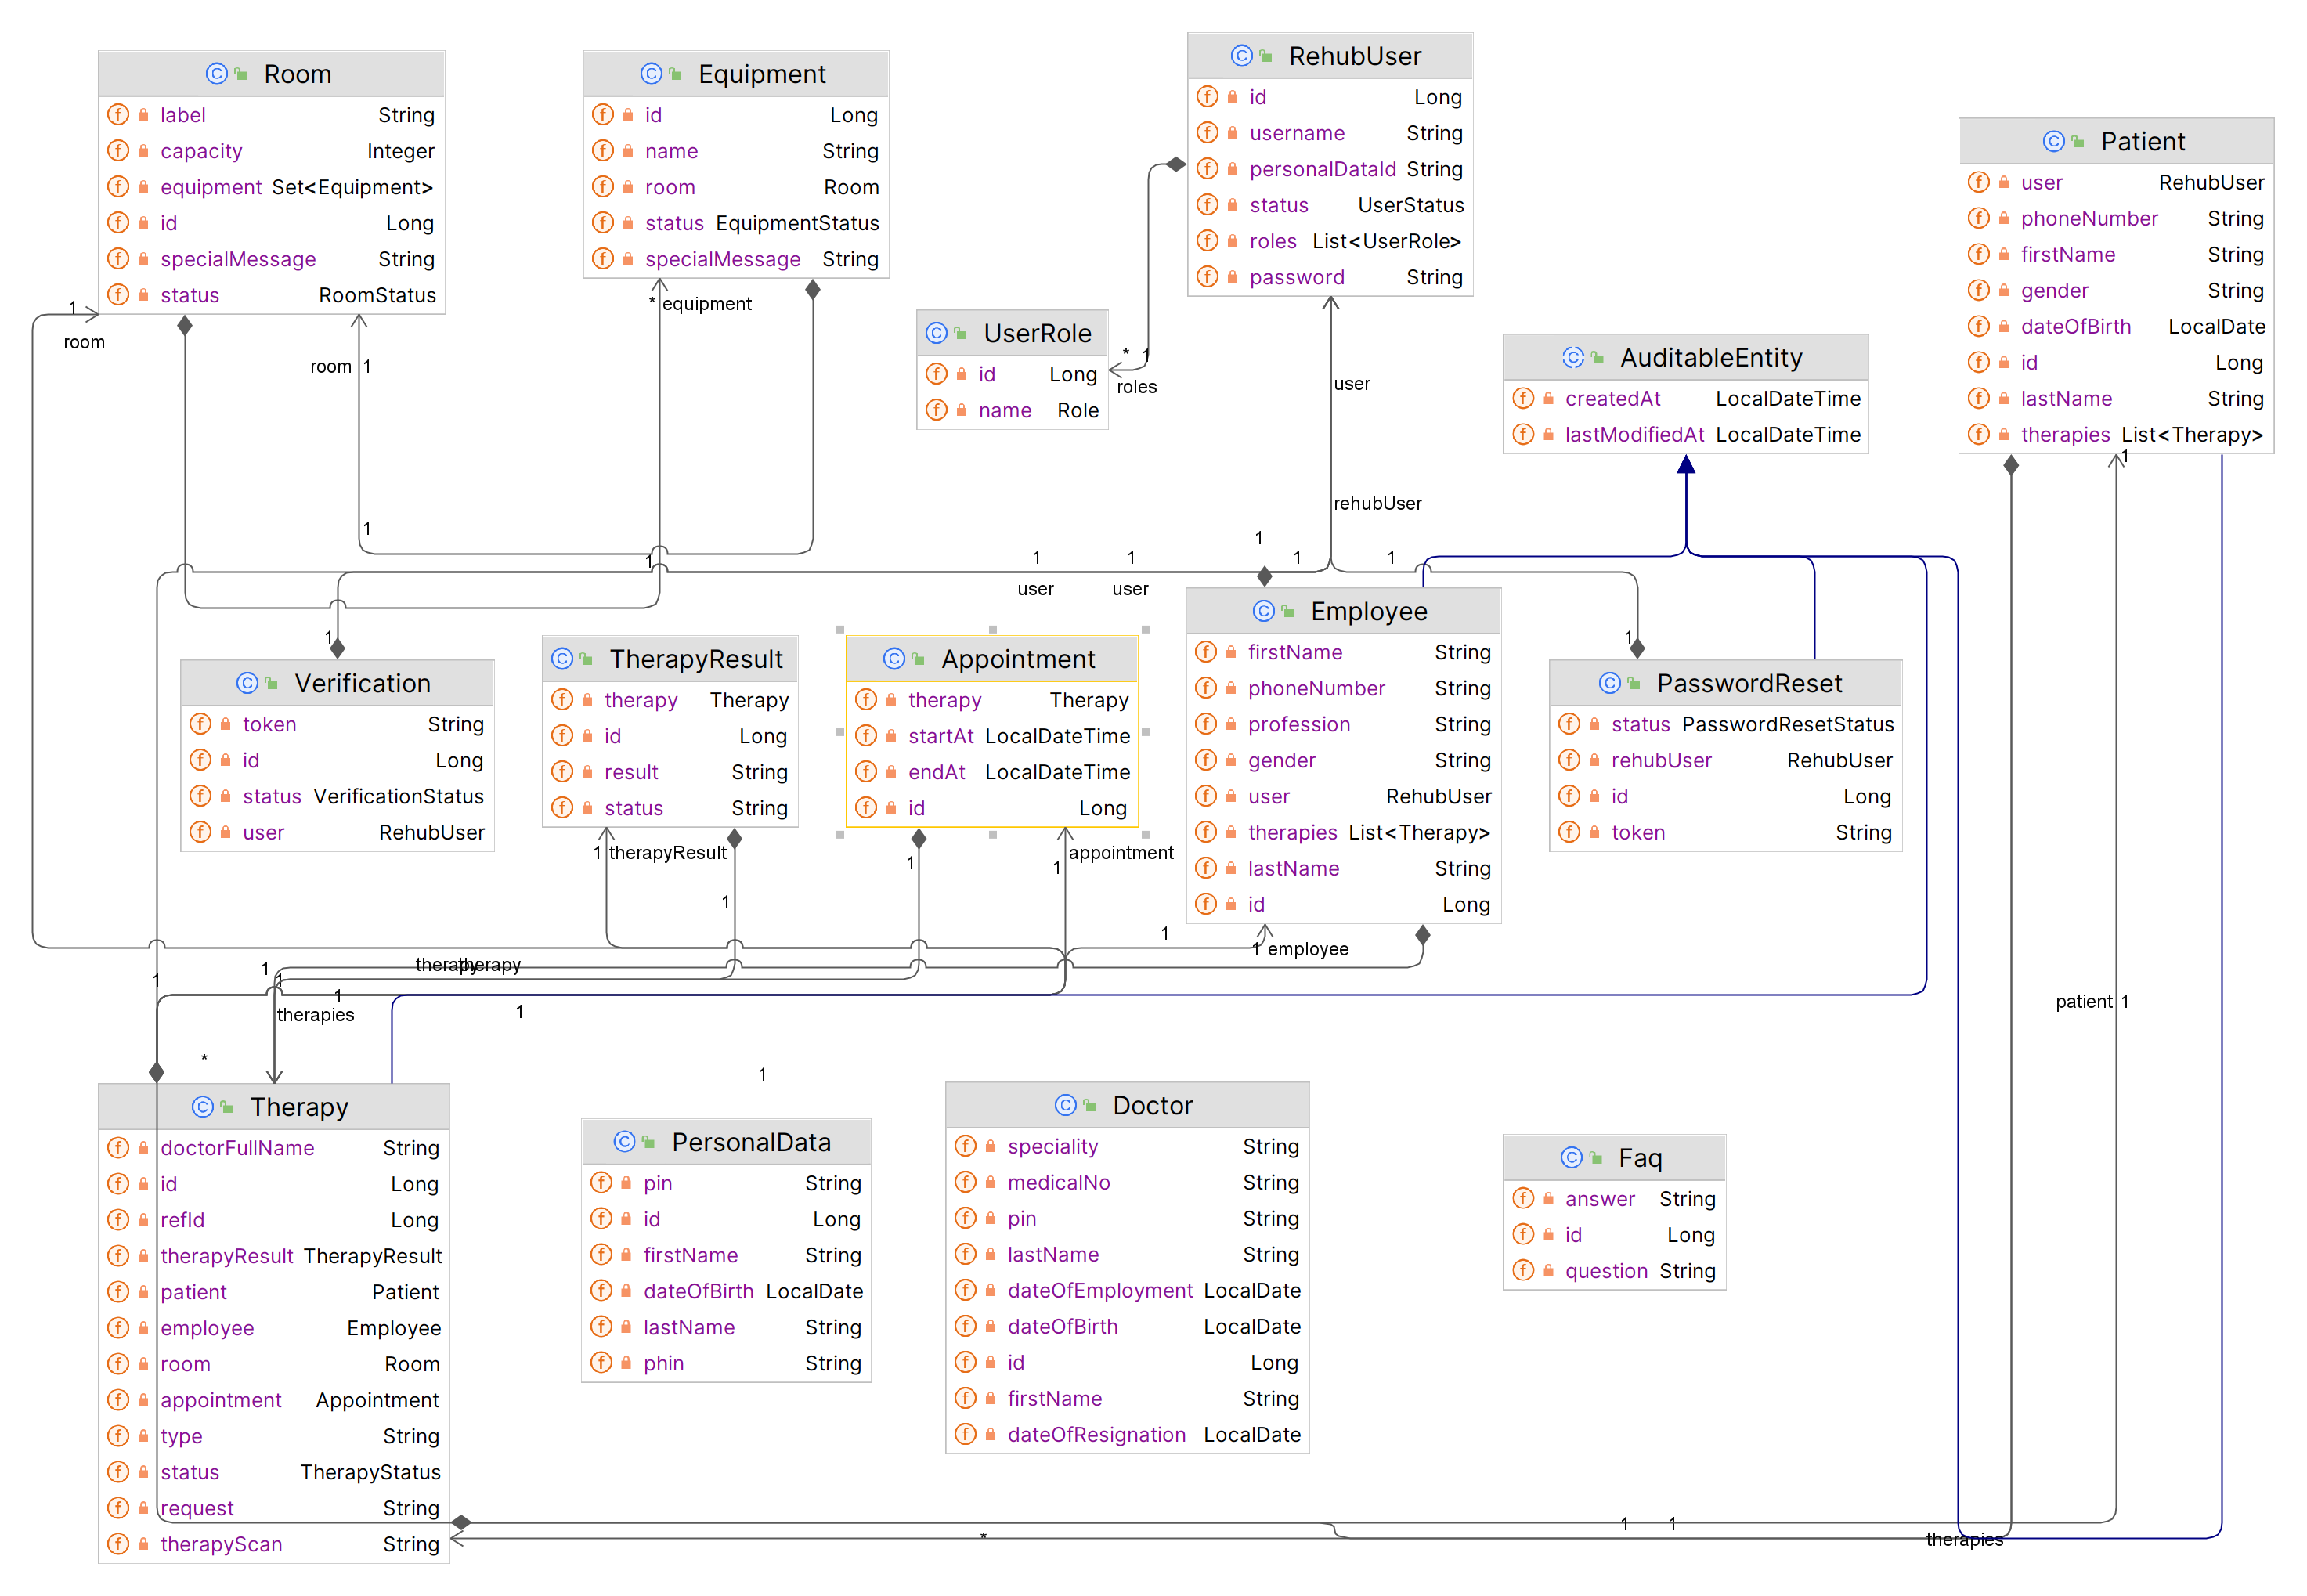 Room
label String
capacity Integer
equipment Set<Equipment>
id Long
specialMessage String
status RoomStatus
Equipment
id Long
name String
room Room
status EquipmentStatus
specialMessage String
RehubUser
id Long
username String
personalDataId String
status UserStatus
roles List<UserRole>
password String
Patient
user RehubUser
phoneNumber String
firstName String
gender String
dateOfBirth LocalDate
id Long
lastName String
therapies List<Therapy>
UserRole
id Long
name Role
AuditableEntity
createdAt LocalDateTime
lastModifiedAt LocalDateTime
1
room
* equipment
room 1
* 1
roles
user
1
rehubUser
1
1
1
1
1
1
1
user
user
1
1
Verification
token String
id Long
status VerificationStatus
user RehubUser
TherapyResult
therapy Therapy
id Long
result String
status String
Appointment
therapy Therapy
startAt LocalDateTime
endAt LocalDateTime
id Long
Employee
firstName String
phoneNumber String
profession String
gender String
user RehubUser
therapies List<Therapy>
lastName String
id Long
PasswordReset
status PasswordResetStatus
rehubUser RehubUser
id Long
token String
1 therapyResult
1
1
appointment
1
1
1 employee
1
therapy
therapy
1
1
1
therapies
1
patient 1
*
1
Therapy
doctorFullName String
id Long
refId Long
therapyResult TherapyResult
patient Patient
employee Employee
room Room
appointment Appointment
type String
status TherapyStatus
request String
therapyScan String
PersonalData
pin String
id Long
firstName String
dateOfBirth LocalDate
lastName String
phin String
Doctor
speciality String
medicalNo String
pin String
lastName String
dateOfEmployment LocalDate
dateOfBirth LocalDate
id Long
firstName String
dateOfResignation LocalDate
Faq
answer String
id Long
question String
1
1
*
therapies